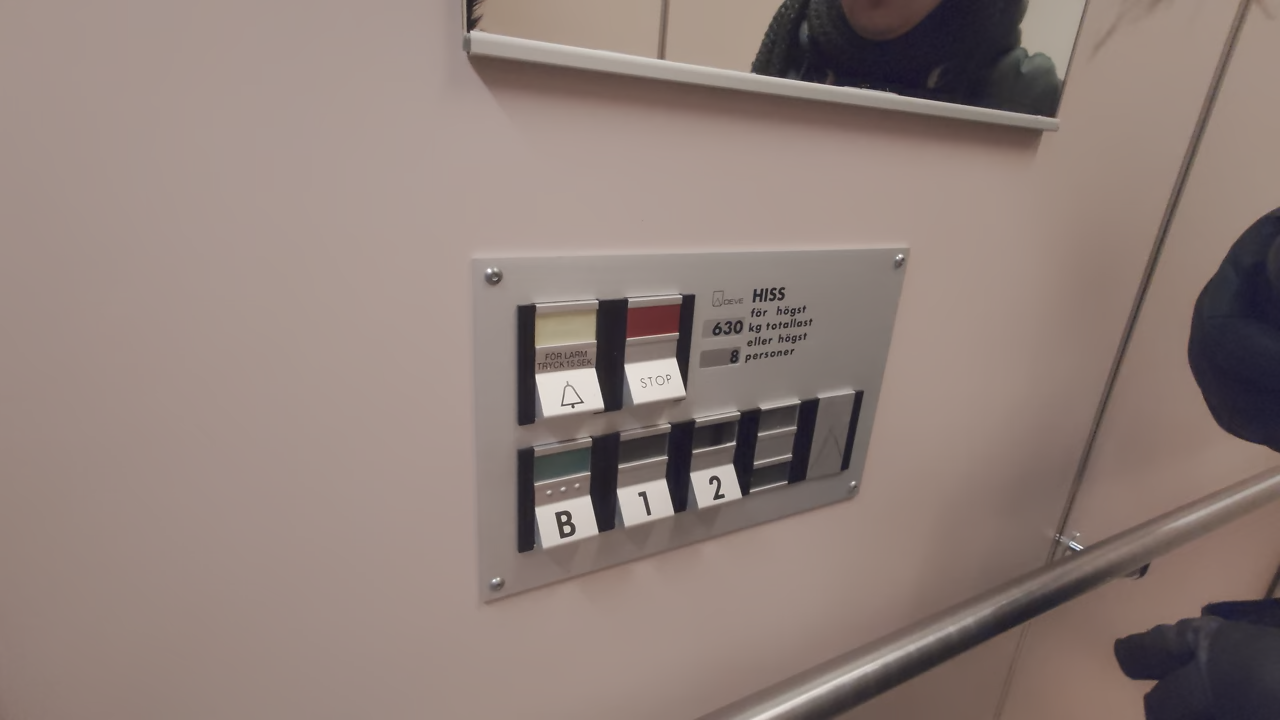 DEVE HISS
för högst
630 kg totallast
eller högst
8 personer
FÖR LARM
TRYCK 15 SEK.
STOP
B
1
2